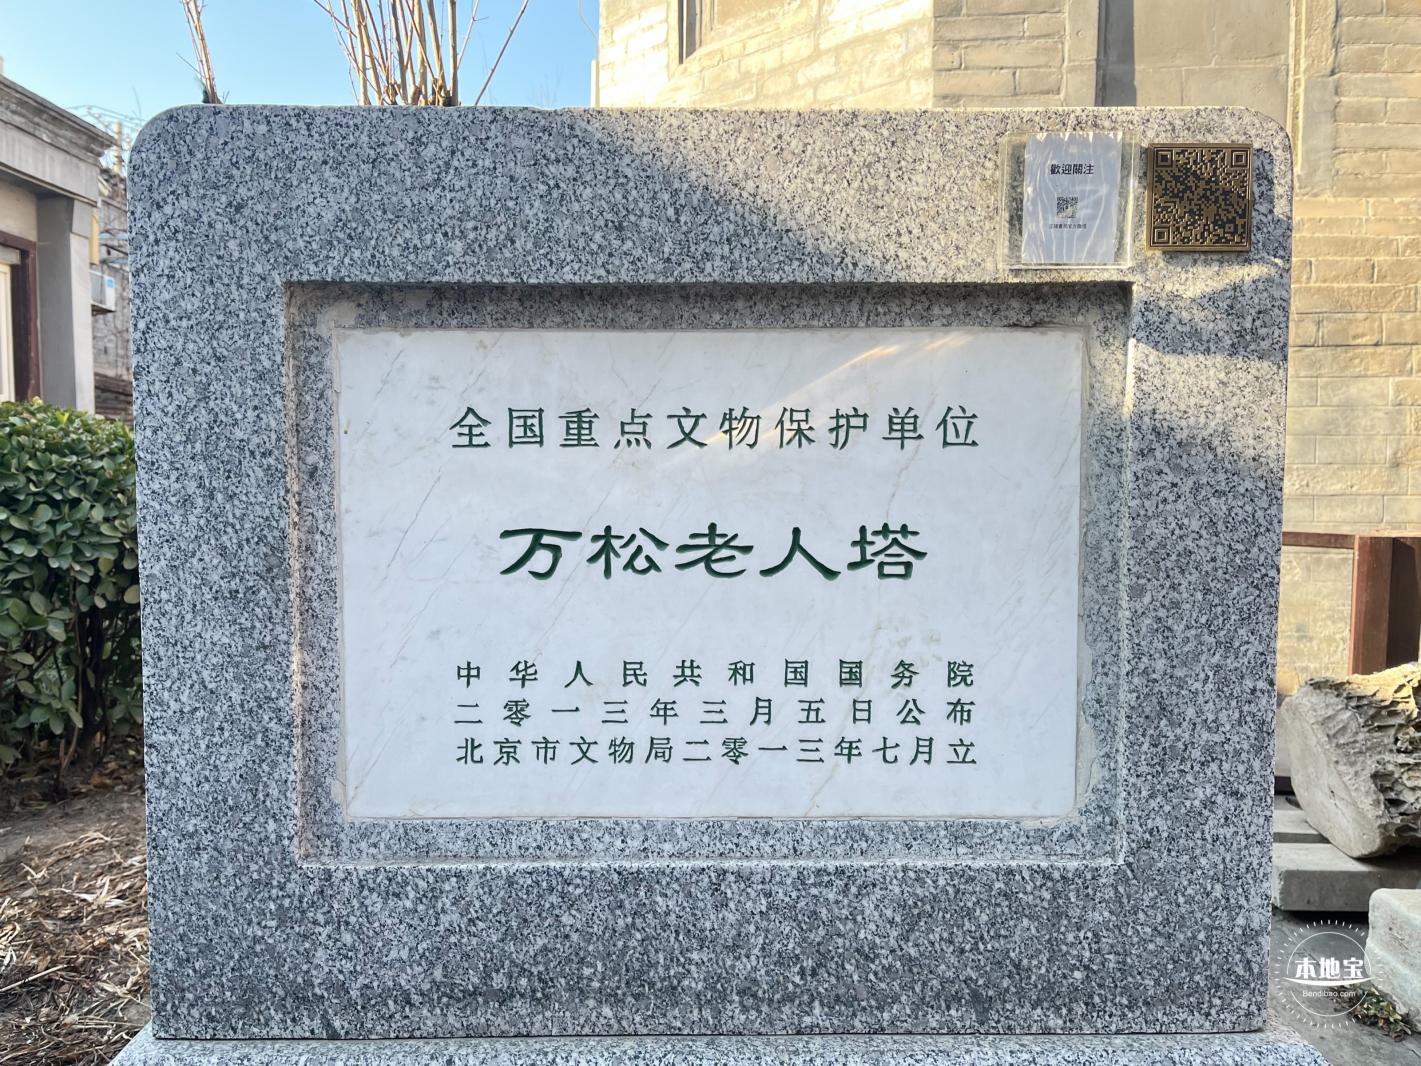 歡迎關注
全国重点文物保护单位
万松老人塔
中华人民共和国国务院
二零一三年三月五日公布
北京市文物局二零一三年七月立
本地宝
Bendibao.com